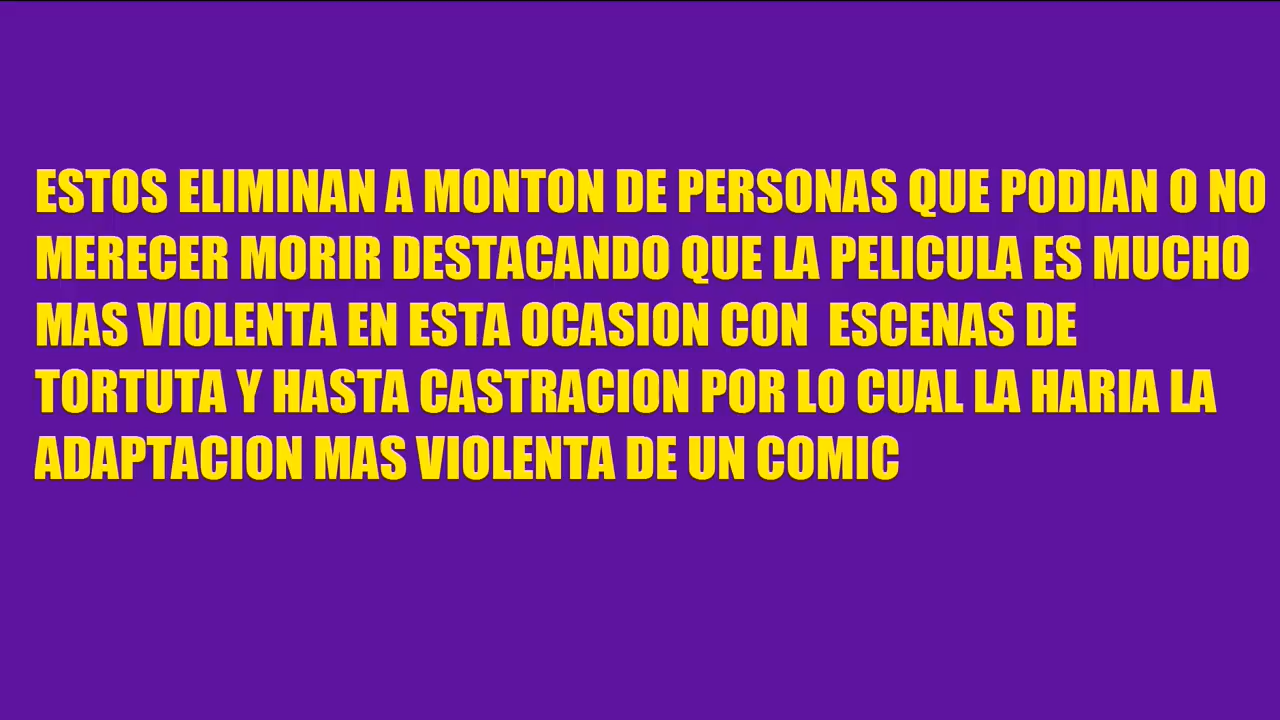 ESTOS ELIMINAN A MONTON DE PERSONAS QUE PODIAN O NO
MERECER MORIR DESTACANDO QUE LA PELICULA ES MUCHO
MAS VIOLENTA EN ESTA OCASION CON  ESCENAS DE
TORTUTA Y HASTA CASTRACION POR LO CUAL LA HARIA LA
ADAPTACION MAS VIOLENTA DE UN COMIC